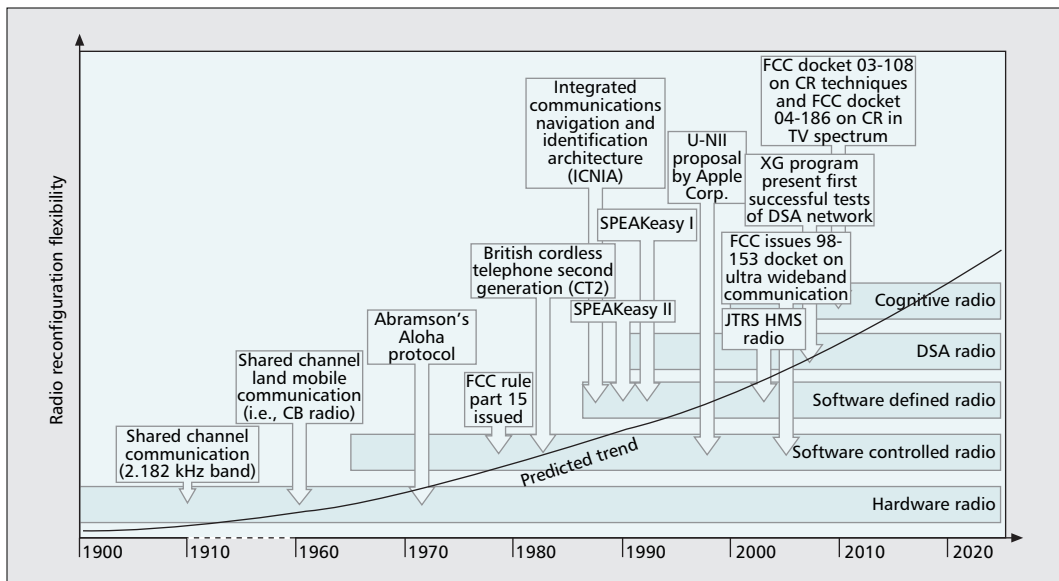 Radio reconfiguration flexibility
Shared channel
communication
(2.182 kHz band)
Shared channel
land mobile
communication
(i.e., CB radio)
Abramson's
Aloha
protocol
FCC rule
part 15
issued
British cordless
telephone second
generation (CT2)
Integrated
communications
navigation and
identification
architecture
(ICNIA)
SPEAKeasy I
SPEAKeasy II
U-NII
proposal
by Apple
Corp.
FCC docket 03-108
on CR techniques
and FCC docket
04-186 on CR in
TV spectrum
XG program
present first
successful tests
of DSA network
FCC issues 98-
153 docket on
ultra wideband
communication
JTRS HMS
radio
Cognitive radio
DSA radio
Software defined radio
Software controlled radio
Hardware radio
Predicted trend
1900
1910
1960
1970
1980
1990
2000
2010
2020